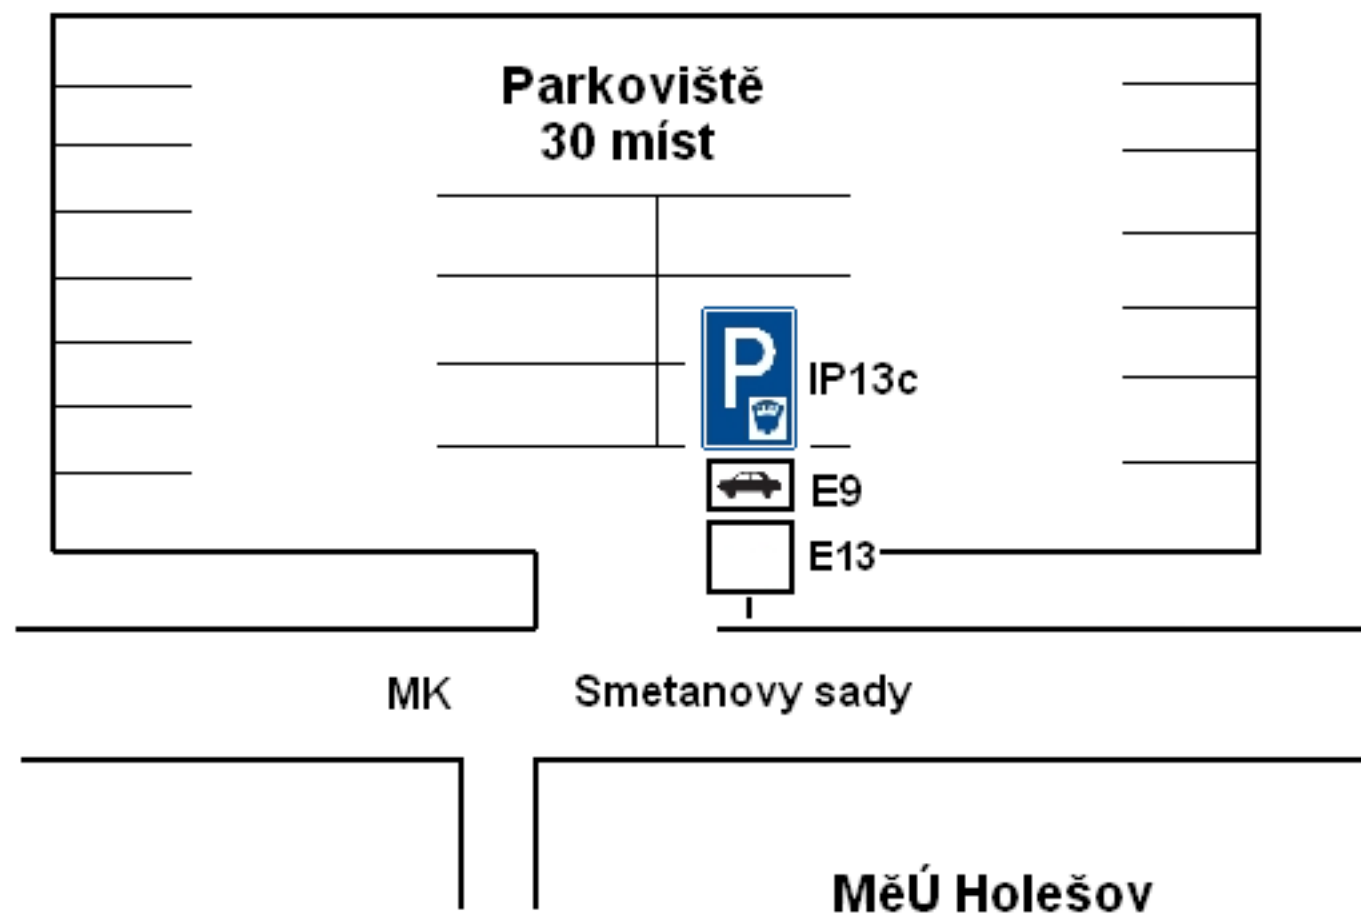 Parkoviště
30 míst
P
IP13c
E9
E13
MK
Smetanovy sady
MěÚ Holešov